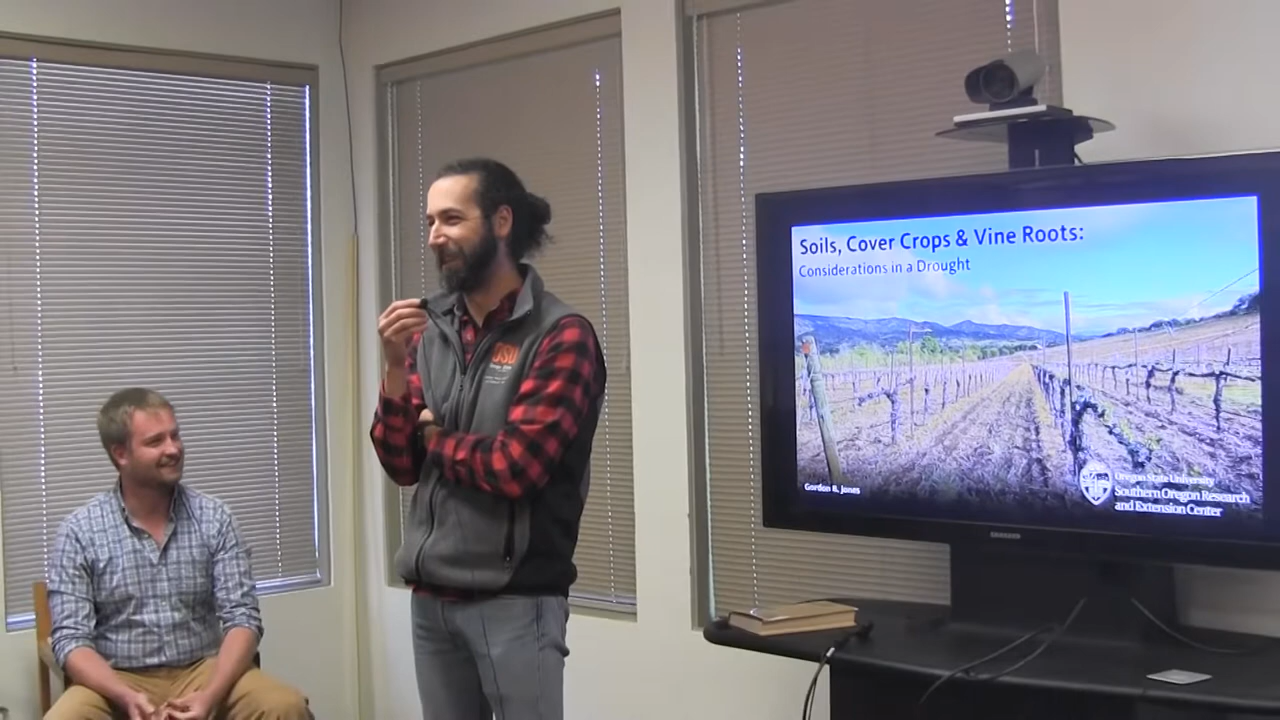 Soils, Cover Crops & Vine Roots:
Considerations in a Drought
Gordon B. Jones
Oregon State University
Southern Oregon Research
and Extension Center
SAMSUNG
OSU